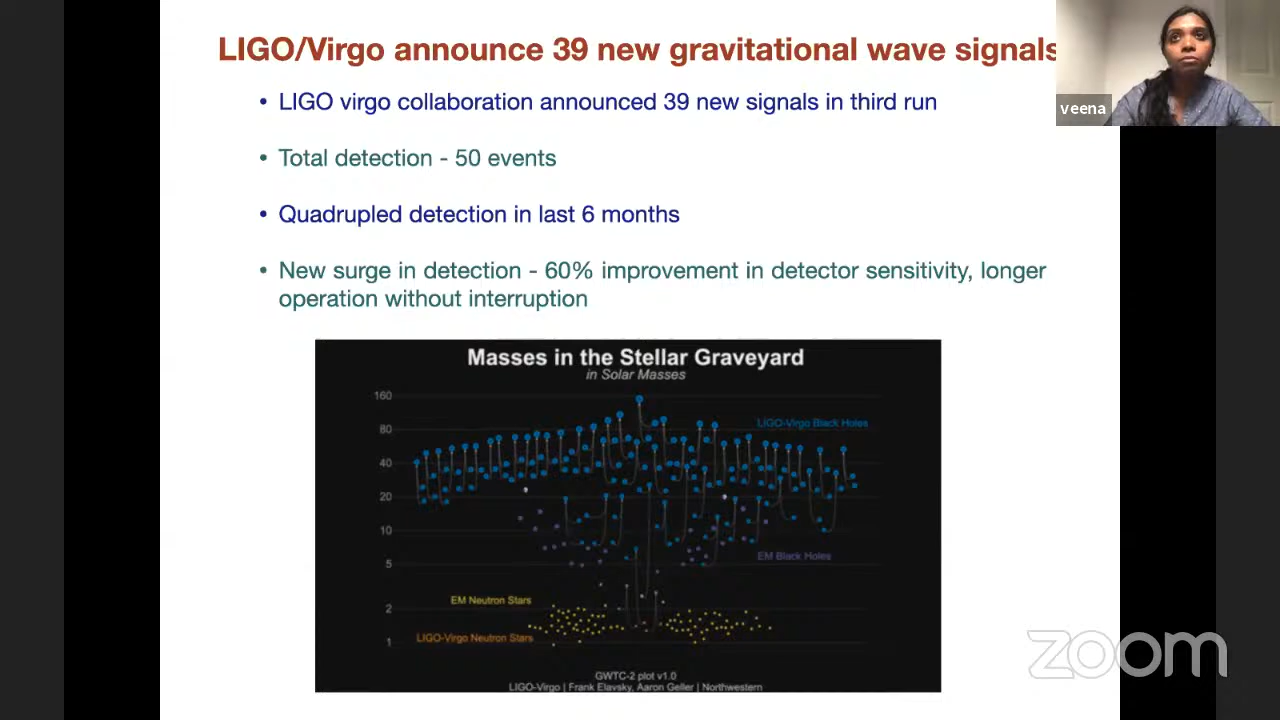 LIGO/Virgo announce 39 new gravitational wave signals
veena
• LIGO virgo collaboration announced 39 new signals in third run
• Total detection - 50 events
• Quadrupled detection in last 6 months
• New surge in detection - 60% improvement in detector sensitivity, longer
operation without interruption
Masses in the Stellar Graveyard
in Solar Masses
160
LIGO-Virgo Black Holes
80
40
20
10
EM Black Holes
5
EM Neutron Stars
2
LIGO-Virgo Neutron Stars
1
zoom
GWTC-2 plot v1.0
LIGO-Virgo | Frank Elavsky, Aaron Geller | Northwestern